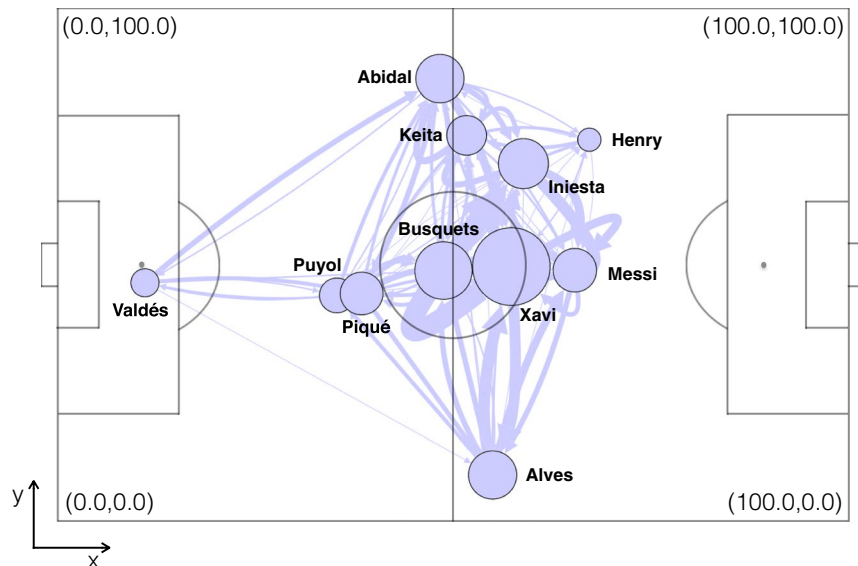 (0.0,100.0)
(100.0,100.0)
Abidal
Keita
Henry
Iniesta
Busquets
Puyol
Messi
Valdés
Xavi
Piqué
Alves
y
(0.0,0.0)
(100.0,0.0)
x